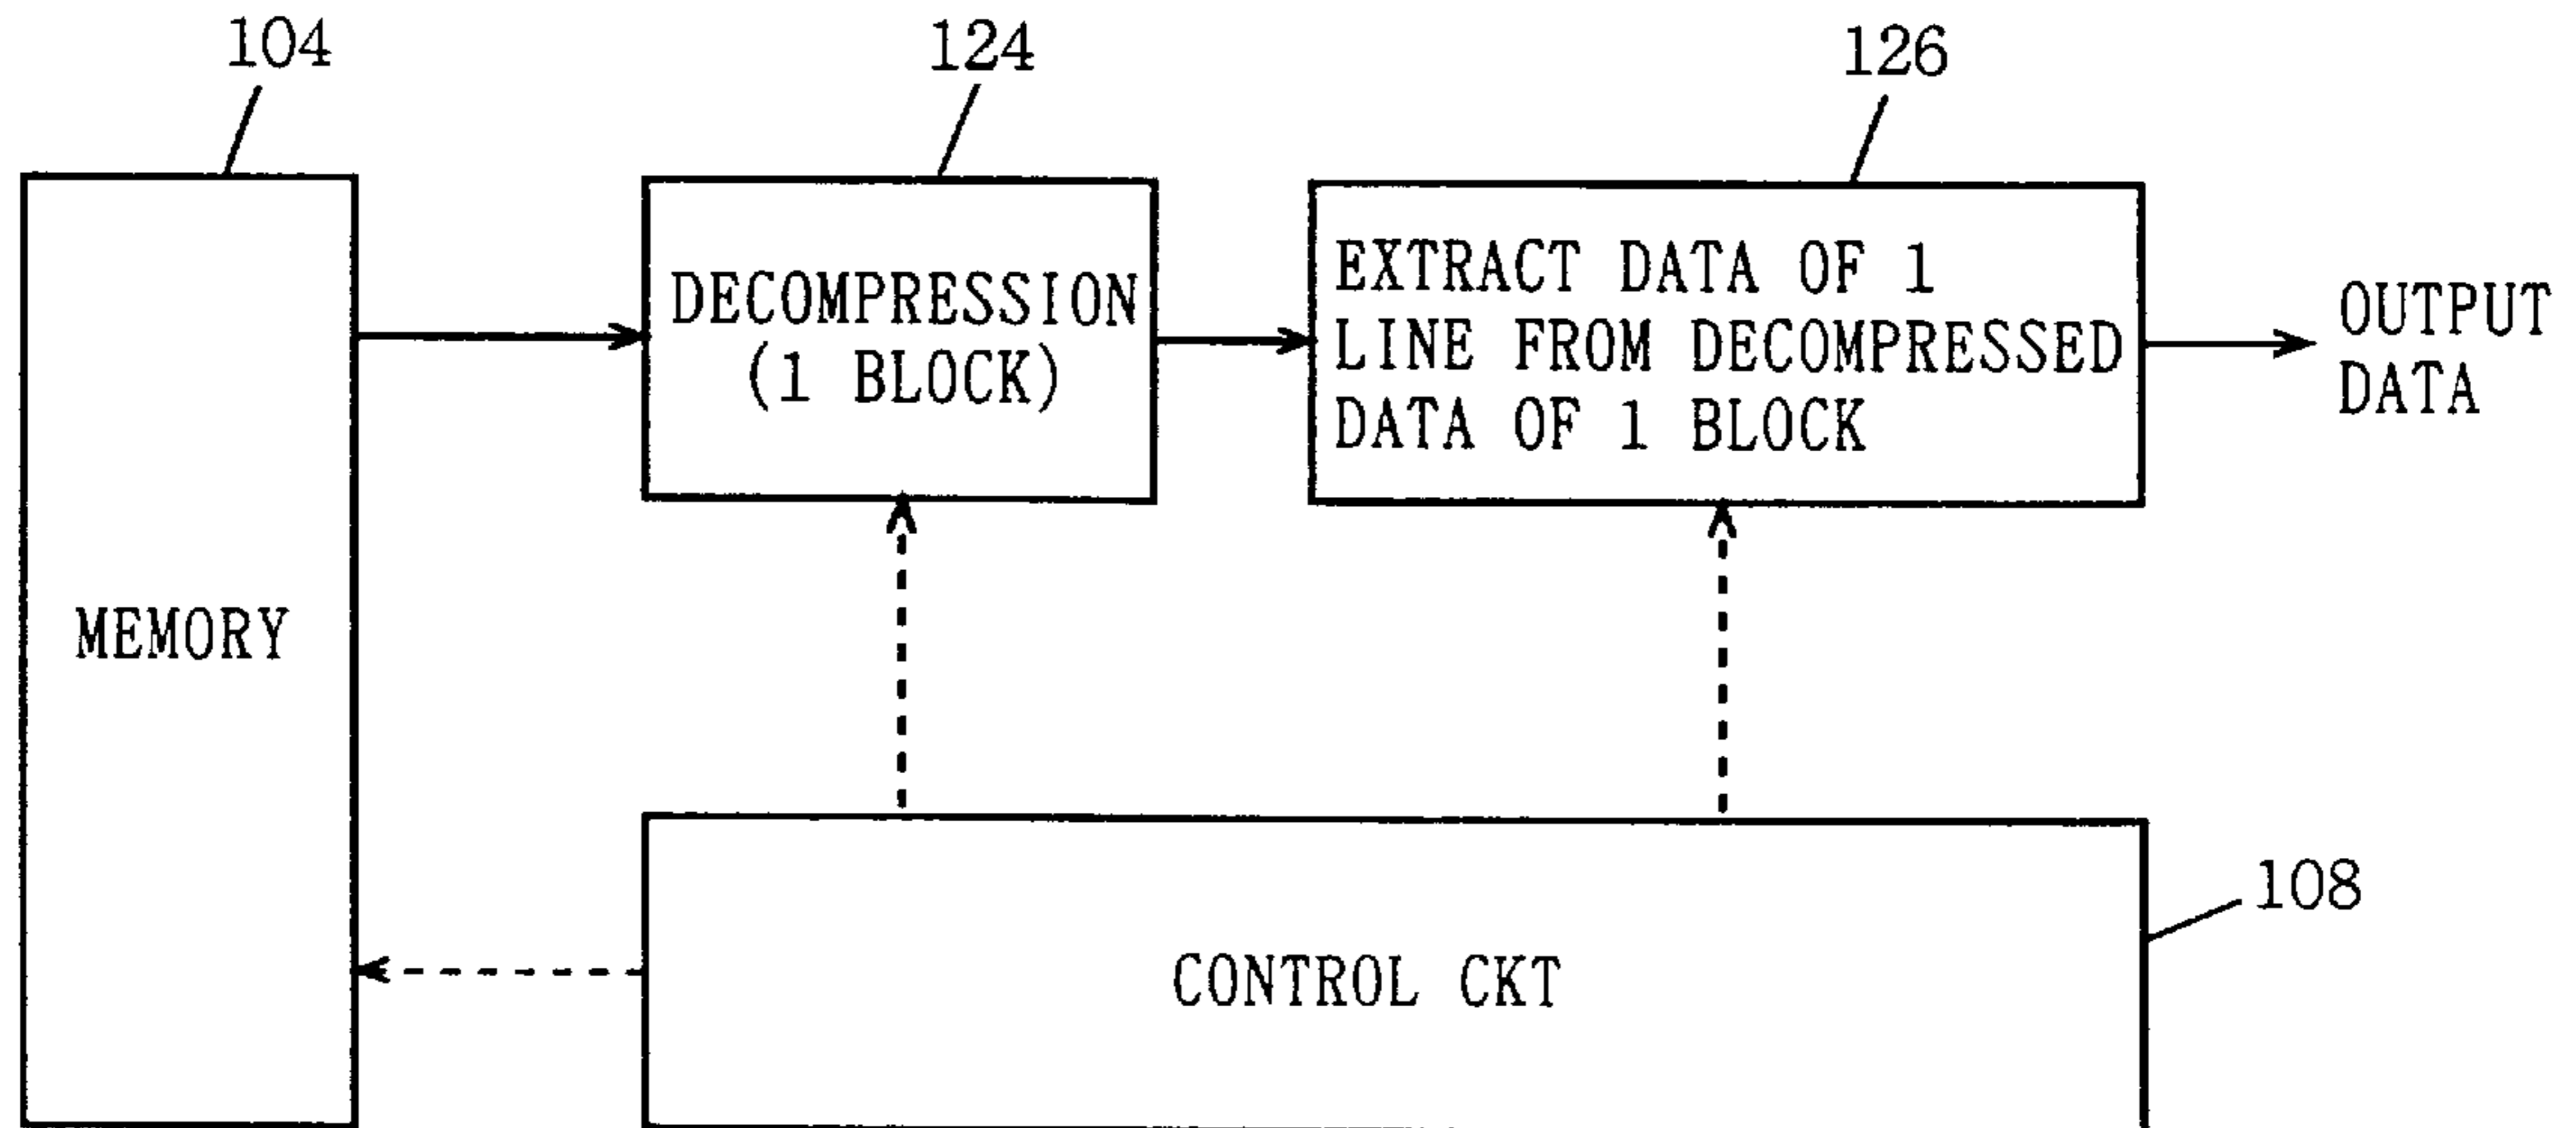 104
124
126
MEMORY
DECOMPRESSION
(1 BLOCK)
EXTRACT DATA OF 1
LINE FROM DECOMPRESSED
DATA OF 1 BLOCK
OUTPUT
DATA
CONTROL CKT
108